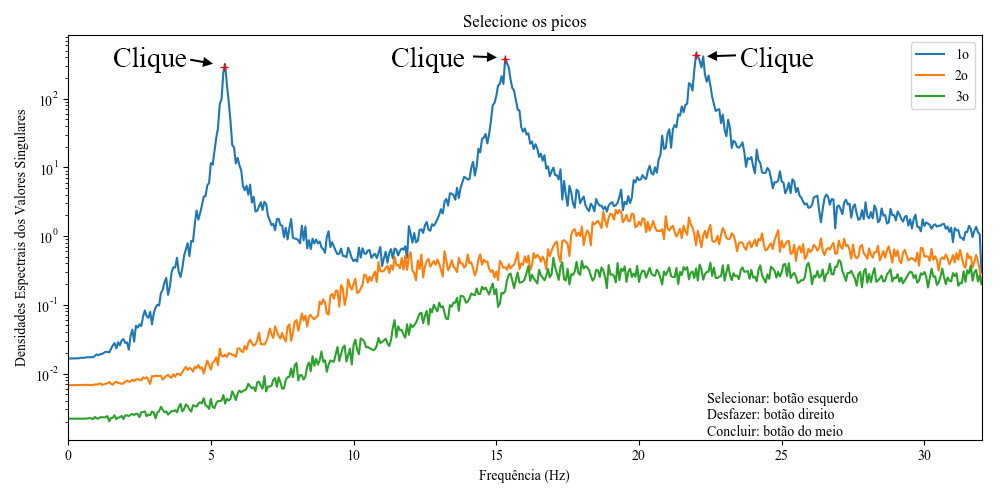 Selecione os picos
Clique
Clique
Clique
1o
2o
3o
Densidades Espectrais dos Valores Singulares
10²
10¹
10⁰
10⁻¹
10⁻²
Selecionar: botão esquerdo
Desfazer: botão direito
Concluir: botão do meio
0 5 10 15 20 25 30
Frequência (Hz)